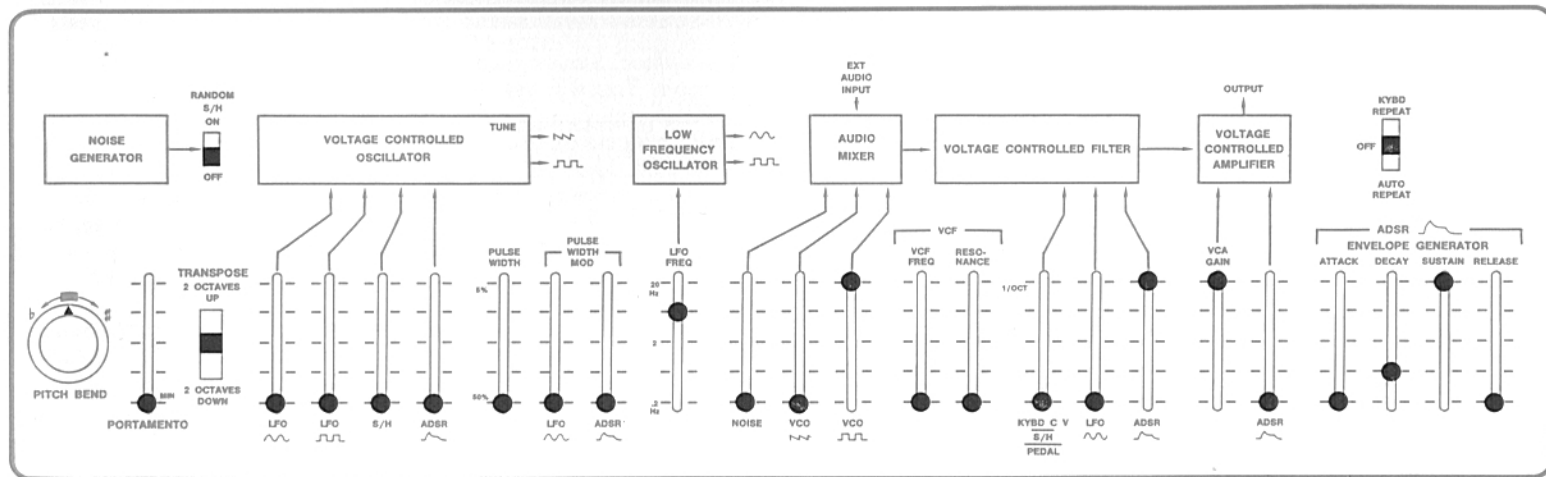 RANDOM
S/H
ON
OFF
NOISE
GENERATOR
VOLTAGE CONTROLLED
OSCILLATOR
TUNE
LOW
FREQUENCY
OSCILLATOR
EXT
AUDIO
INPUT
AUDIO
MIXER
VOLTAGE CONTROLLED FILTER
OUTPUT
VOLTAGE
CONTROLLED
AMPLIFIER
KYBD
REPEAT
OFF
AUTO
REPEAT
PITCH BEND
♭
MIN
PORTAMENTO
TRANSPOSE
2 OCTAVES
UP
2 OCTAVES
DOWN
LFO
LFO
S/H
ADSR
PULSE
WIDTH
5%
50%
PULSE
WIDTH
MOD
LFO
ADSR
LFO
FREQ
20
Hz
2
.2
Hz
NOISE
VCO
VCO
VCF
VCF
FREQ
RESO-
NANCE
1/OCT
KYBD C V
S/H
PEDAL
LFO
ADSR
VCA
GAIN
ADSR
ADSR
ENVELOPE GENERATOR
ATTACK
DECAY
SUSTAIN
RELEASE